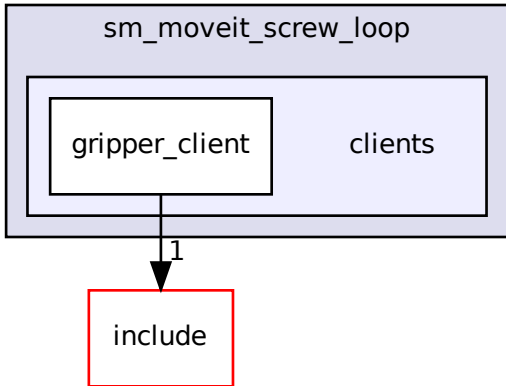 sm_moveit_screw_loop
gripper_client
clients
1
include